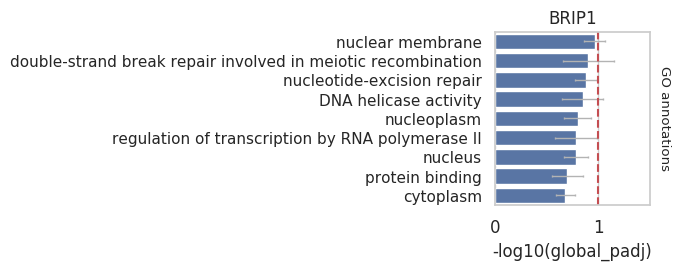 BRIP1
nuclear membrane
double-strand break repair involved in meiotic recombination
nucleotide-excision repair
DNA helicase activity
nucleoplasm
regulation of transcription by RNA polymerase II
nucleus
protein binding
cytoplasm
GO annotations
0 1
-log10(global_padj)